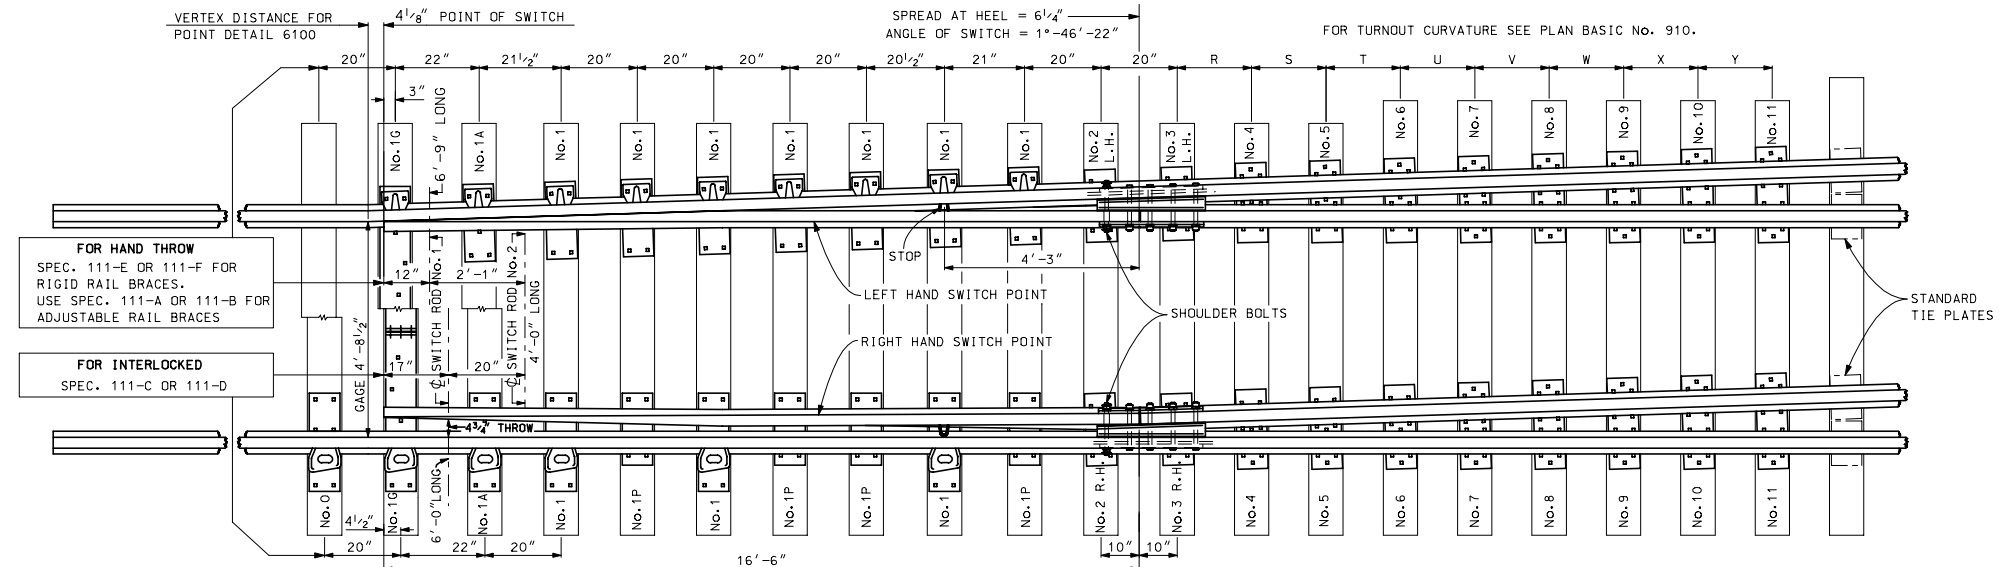 VERTEX DISTANCE FOR
POINT DETAIL 6100
4 1/8" POINT OF SWITCH
SPREAD AT HEEL = 6 1/4"
ANGLE OF SWITCH = 1°-46'-22"
FOR TURNOUT CURVATURE SEE PLAN BASIC No. 910.
20" 22" 21 1/2" 20" 20" 20" 20" 20 1/2" 21" 20" 20" R S T U V W X Y
3"
6'-9" LONG
No.1G No.1A No.1 No.1 No.1 No.1 No.1 No.1 No.1 No.2 L.H. No.3 L.H. No.4 No.5 No.6 No.7 No.8 No.9 No.10 No.11
FOR HAND THROW
SPEC. 111-E OR 111-F FOR
RIGID RAIL BRACES.
USE SPEC. 111-A OR 111-B FOR
ADJUSTABLE RAIL BRACES
12" 2'-1"
STOP
4'-3"
LEFT HAND SWITCH POINT
SHOULDER BOLTS
STANDARD
TIE PLATES
RIGHT HAND SWITCH POINT
GAGE 4'-8 1/2"
℄ SWITCH ROD No.1
℄ SWITCH ROD No.2
4'-0" LONG
FOR INTERLOCKED
SPEC. 111-C OR 111-D
17" 20"
4 3/4" THROW
6'-0" LONG
No.0 No.1G No.1A No.1 No.1P No.1 No.1P No.1P No.1 No.1P No.2 R.H. No.3 R.H. No.4 No.5 No.6 No.7 No.8 No.9 No.10 No.11
4 1/2"
20" 22" 20"
10" 10"
16'-6"